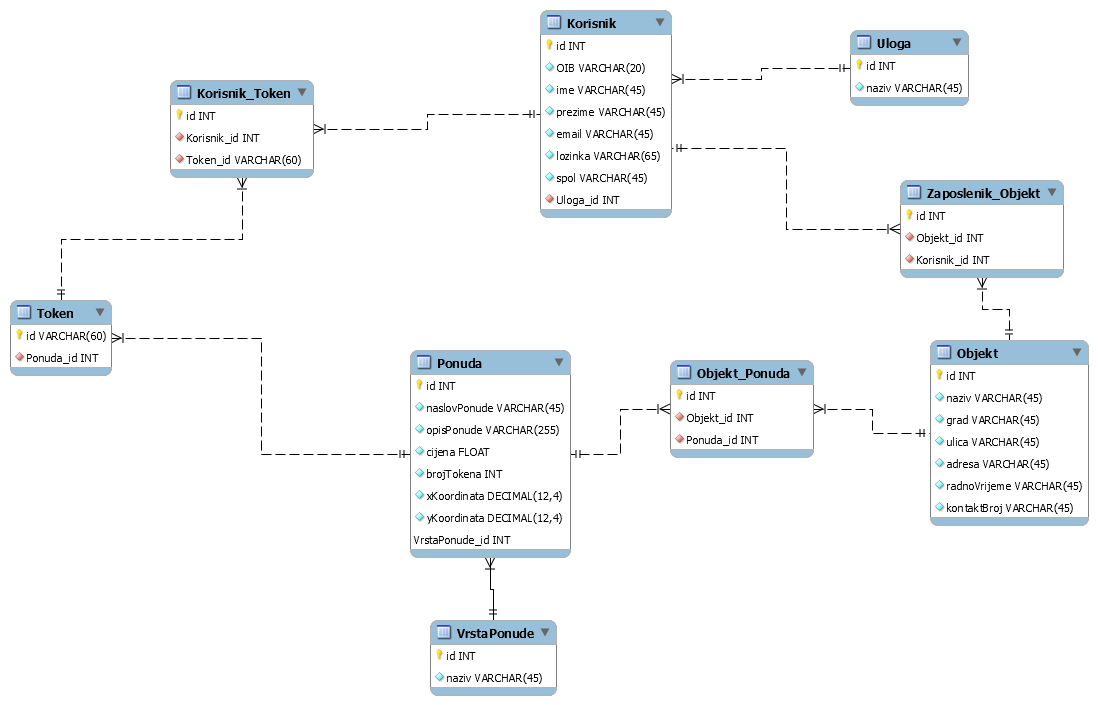 Korisnik
id INT
OIB VARCHAR(20)
ime VARCHAR(45)
prezime VARCHAR(45)
email VARCHAR(45)
lozinka VARCHAR(65)
spol VARCHAR(45)
Uloga_id INT
Uloga
id INT
naziv VARCHAR(45)
Korisnik_Token
id INT
Korisnik_id INT
Token_id VARCHAR(60)
Zaposlenik_Objekt
id INT
Objekt_id INT
Korisnik_id INT
Token
id VARCHAR(60)
Ponuda_id INT
Ponuda
id INT
naslovPonude VARCHAR(45)
opisPonude VARCHAR(255)
cijena FLOAT
brojTokena INT
xKoordinata DECIMAL(12,4)
yKoordinata DECIMAL(12,4)
VrstaPonude_id INT
Objekt_Ponuda
id INT
Objekt_id INT
Ponuda_id INT
Objekt
id INT
naziv VARCHAR(45)
grad VARCHAR(45)
ulica VARCHAR(45)
adresa VARCHAR(45)
radnoVrijeme VARCHAR(45)
kontaktBroj VARCHAR(45)
VrstaPonude
id INT
naziv VARCHAR(45)